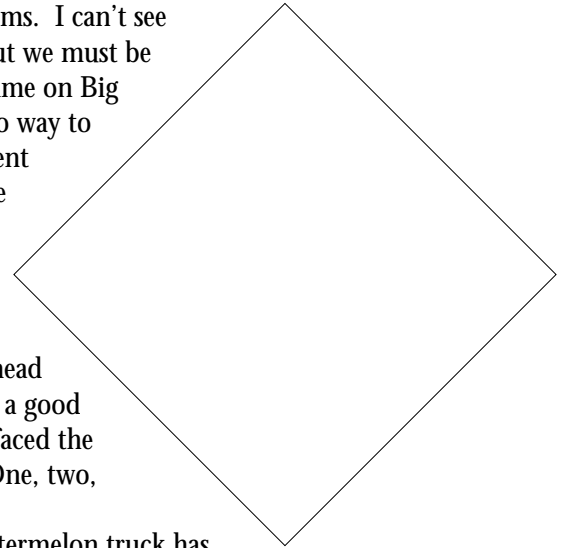 ms. I can't see
ut we must be
me on Big
o way to
ent
e
nead
a good
faced the
One, two,
termelon truck has